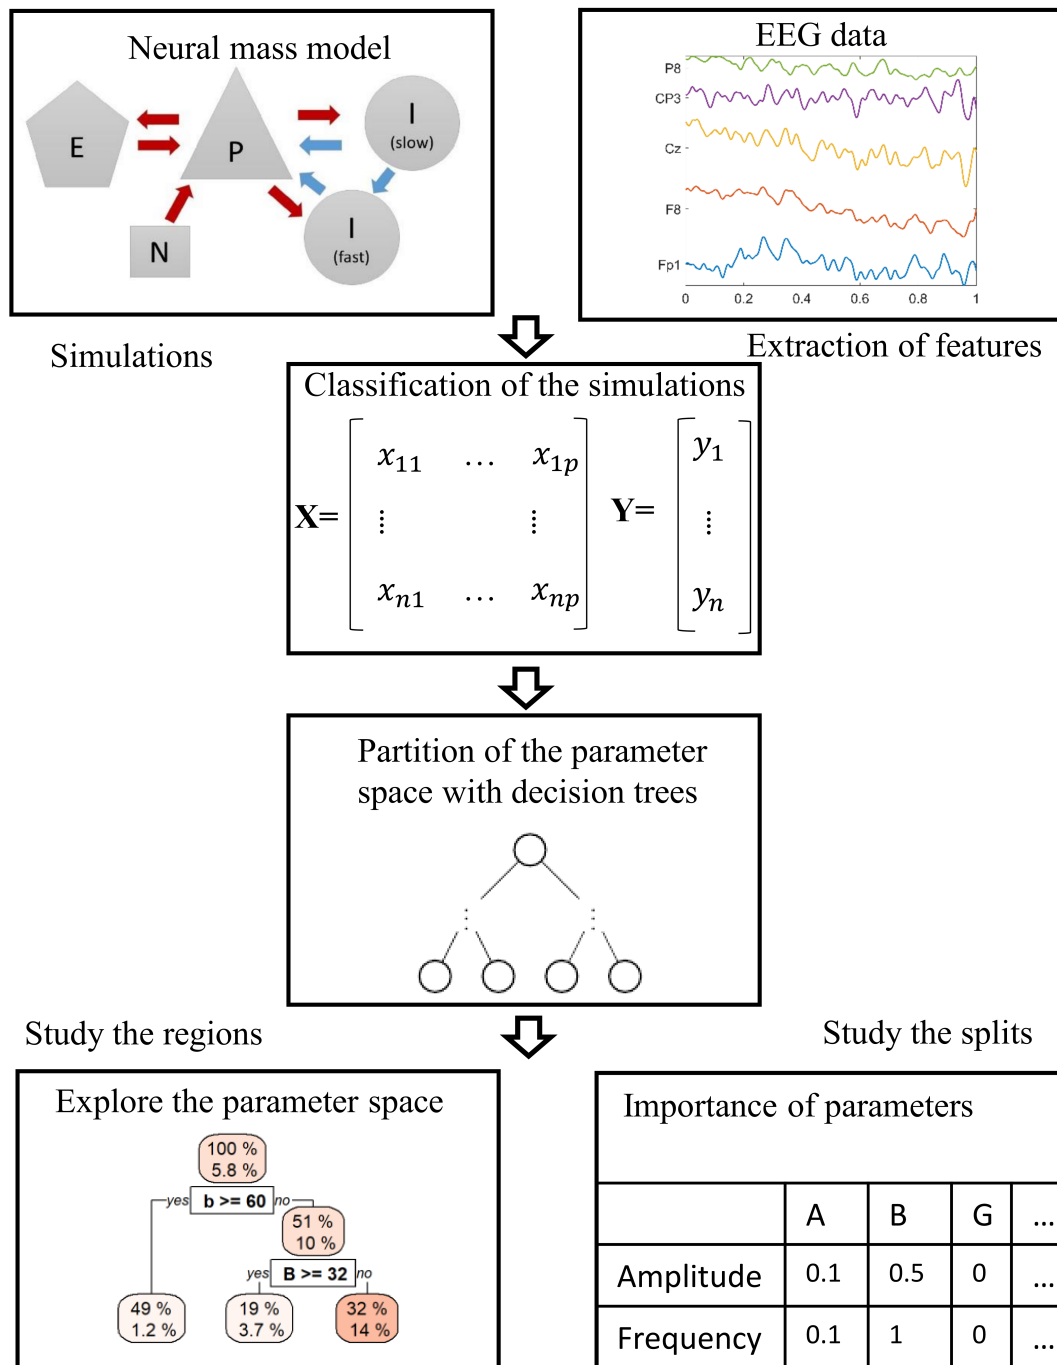 Neural mass model
E
P
I
(slow)
I
(fast)
N
EEG data
P8
CP3
Cz
F8
Fp1
0 0.2 0.4 0.6 0.8 1
Simulations
Extraction of features
Classification of the simulations
X= x11 … x1p
⋮ ⋮
xn1 … xnp
Y= y1
⋮
yn
Partition of the parameter
space with decision trees
Study the regions
Study the splits
Explore the parameter space
100 %
5.8 %
yes b >= 60 no
51 %
10 %
yes B >= 32 no
49 %
1.2 %
19 %
3.7 %
32 %
14 %
Importance of parameters
A B G ...
Amplitude 0.1 0.5 0 ...
Frequency 0.1 1 0 ...